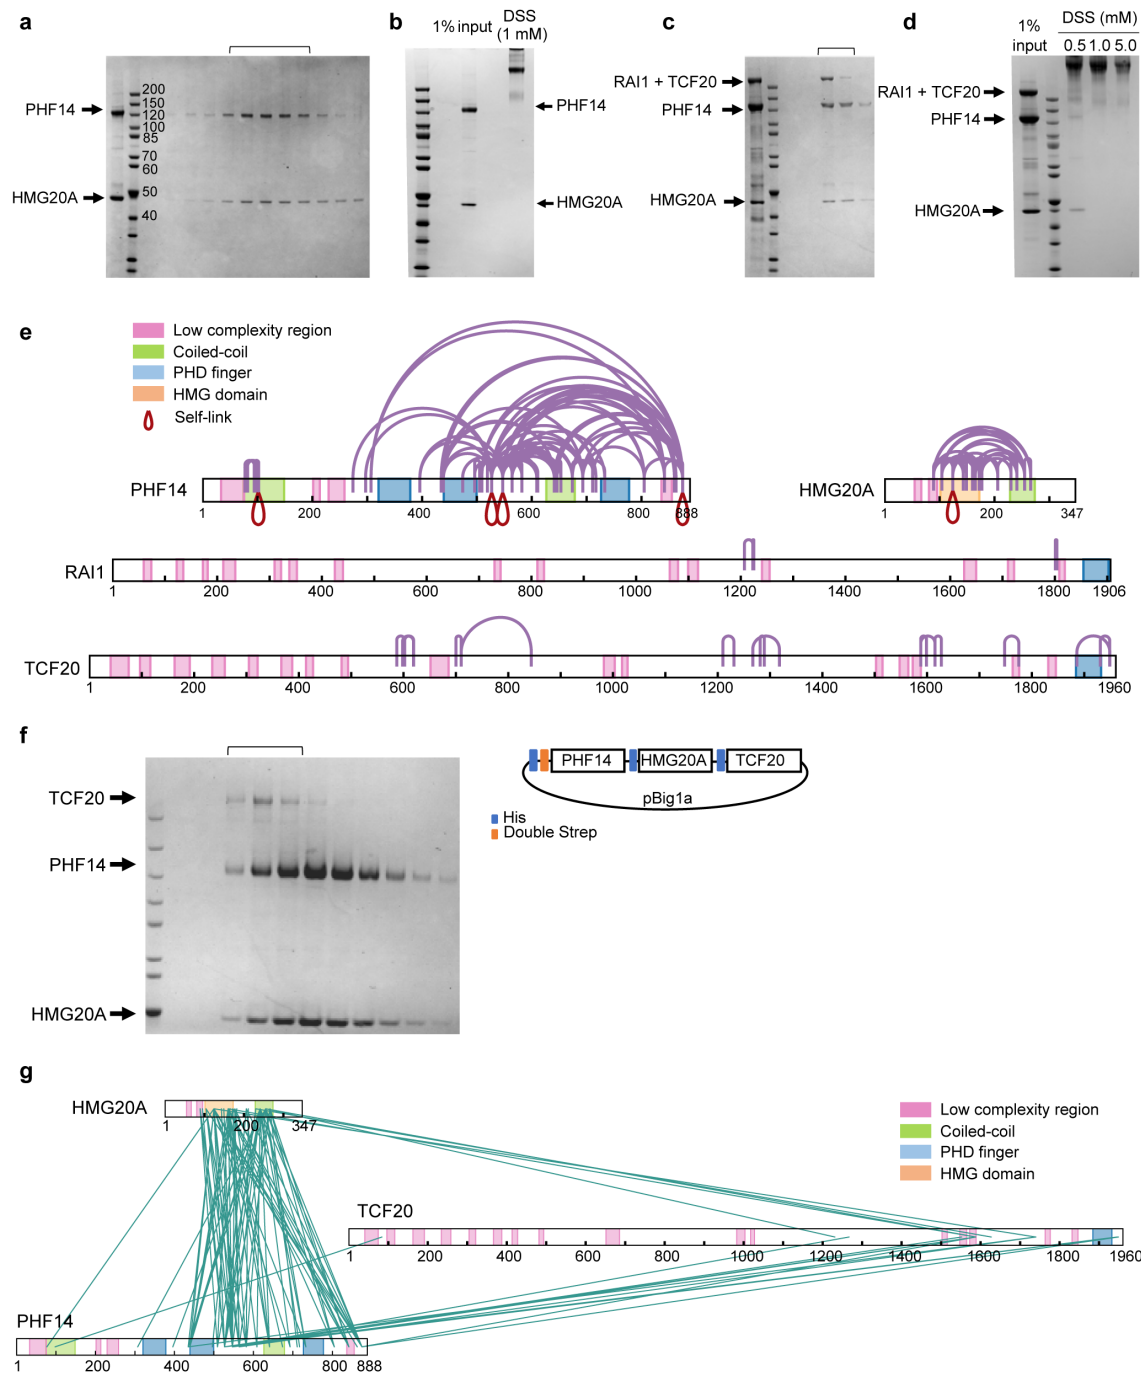 a
PHF14
HMG20A
200
150
120
100
85
70
60
50
40
b
1% input
DSS
(1 mM)
PHF14
HMG20A
c
RAI1 + TCF20
PHF14
HMG20A
d
1%
input
DSS (mM)
0.5 1.0 5.0
RAI1 + TCF20
PHF14
HMG20A
e
Low complexity region
Coiled-coil
PHD finger
HMG domain
Self-link
PHF14
1 200 400 600 800 888
HMG20A
1 200 347
RAI1
1 200 400 600 800 1000 1200 1400 1600 1800 1906
TCF20
1 200 400 600 800 1000 1200 1400 1600 1800 1960
f
TCF20
PHF14
HMG20A
PHF14 HMG20A TCF20
pBig1a
His
Double Strep
g
HMG20A
1 200 347
Low complexity region
Coiled-coil
PHD finger
HMG domain
TCF20
1 200 400 600 800 1000 1200 1400 1600 1800 1960
PHF14
1 200 400 600 800 888